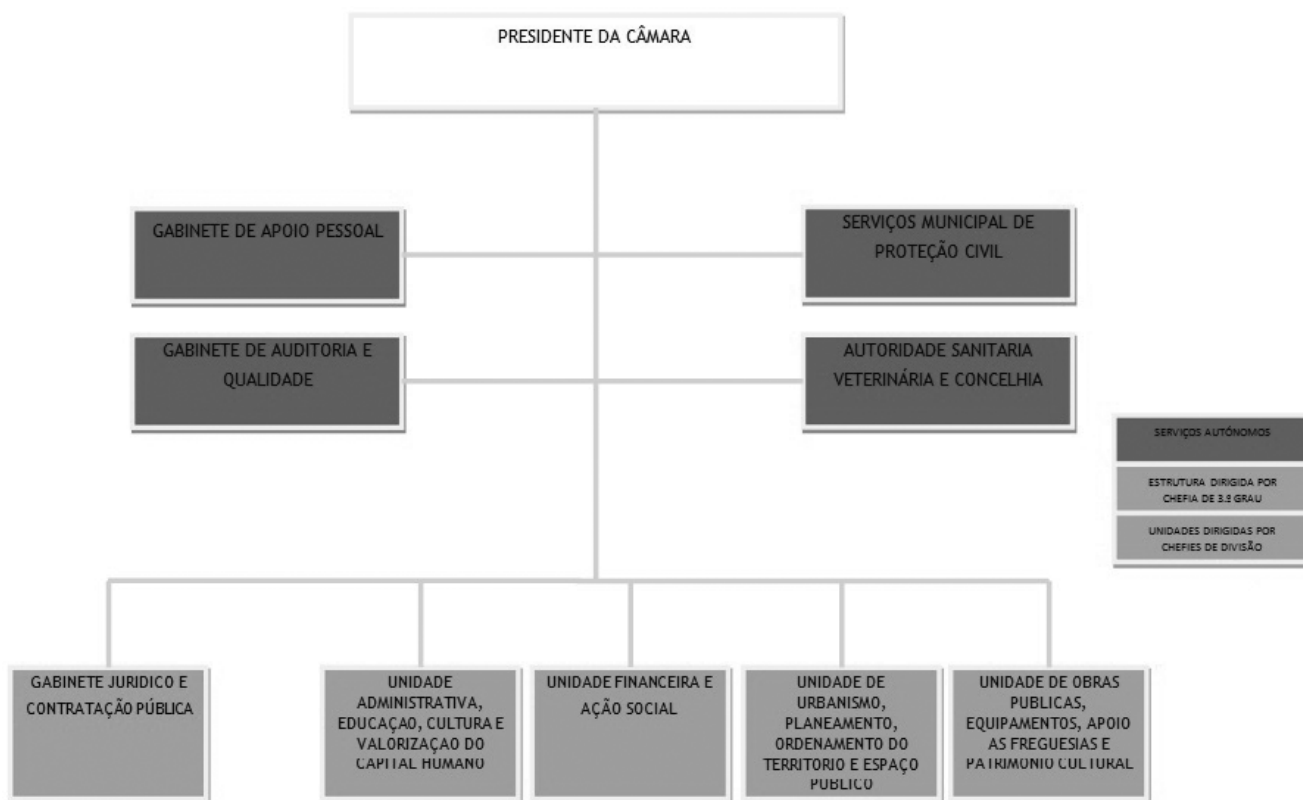 PRESIDENTE DA CÂMARA
GABINETE DE APOIO PESSOAL
SERVIÇOS MUNICIPAL DE
PROTEÇÃO CIVIL
GABINETE DE AUDITORIA E
QUALIDADE
AUTORIDADE SANITARIA
VETERINÁRIA E CONCELHIA
SERVIÇOS AUTÓNOMOS
ESTRUTURA DIRIGIDA POR
CHEFIA DE 3.º GRAU
UNIDADES DIRIGIDAS POR
CHEFIES DE DIVISÃO
GABINETE JURIDICO E
CONTRATAÇÃO PÚBLICA
UNIDADE
ADMINISTRATIVA,
EDUCAÇAO, CULTURA E
VALORIZAÇAO DO
CAPITAL HUMANO
UNIDADE FINANCEIRA E
AÇÃO SOCIAL
UNIDADE DE
URBANISMO,
PLANEAMENTO,
ORDENAMENTO DO
TERRITORIO E ESPAÇO
PUBLICO
UNIDADE DE OBRAS
PUBLICAS,
EQUIPAMENTOS, APOIO
AS FREGUESIAS E
PATRIMONIO CULTURAL